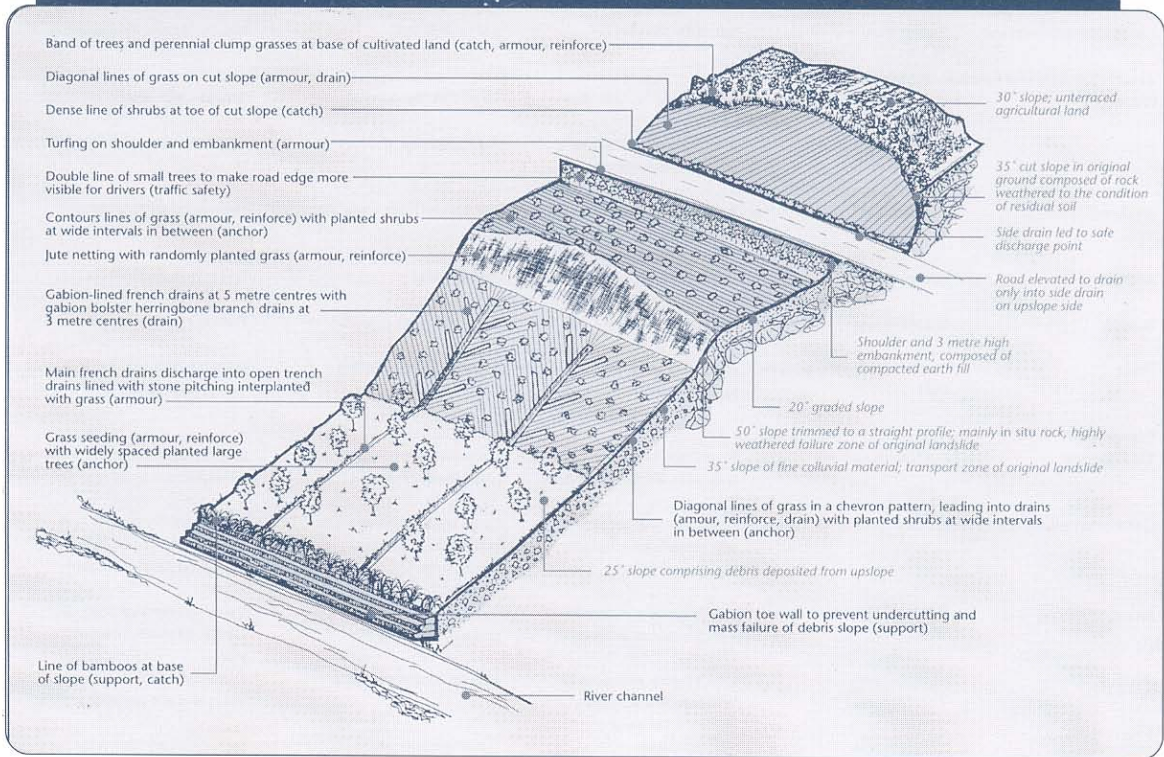 Band of trees and perennial clump grasses at base of cultivated land (catch, armour, reinforce)
Diagonal lines of grass on cut slope (armour, drain)
Dense line of shrubs at toe of cut slope (catch)
Turfing on shoulder and embankment (armour)
Double line of small trees to make road edge more
visible for drivers (traffic safety)
Contours lines of grass (armour, reinforce) with planted shrubs
at wide intervals in between (anchor)
Jute netting with randomly planted grass (armour, reinforce)
Gabion-lined french drains at 5 metre centres with
gabion bolster herringbone branch drains at
3 metre centres (drain)
Main french drains discharge into open trench
drains lined with stone pitching interplanted
with grass (armour)
Grass seeding (armour, reinforce)
with widely spaced planted large
trees (anchor)
Line of bamboos at base
of slope (support, catch)
30° slope; unterraced
agricultural land
35° cut slope in original
ground composed of rock
weathered to the condition
of residual soil
Side drain led to safe
discharge point
Road elevated to drain
only into side drain
on upslope side
Shoulder and 3 metre high
embankment, composed of
compacted earth fill
20° graded slope
50° slope trimmed to a straight profile; mainly in situ rock, highly
weathered failure zone of original landslide
35° slope of fine colluvial material; transport zone of original landslide
Diagonal lines of grass in a chevron pattern, leading into drains
(amour, reinforce, drain) with planted shrubs at wide intervals
in between (anchor)
25° slope comprising debris deposited from upslope
Gabion toe wall to prevent undercutting and
mass failure of debris slope (support)
River channel